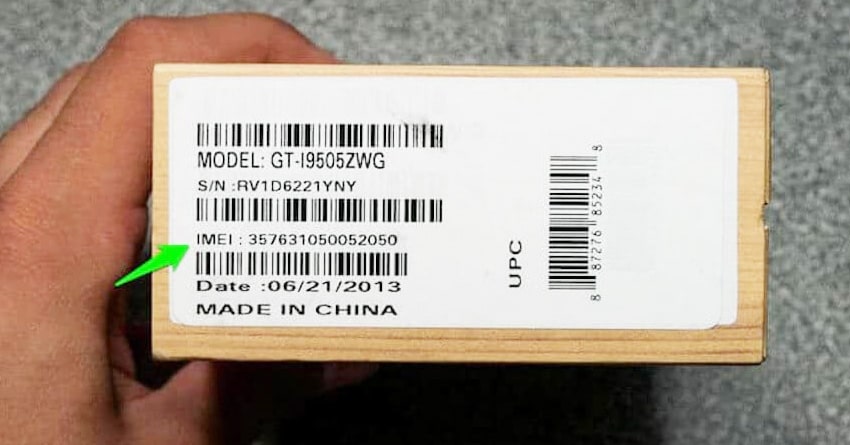 MODEL: GT-I9505ZWG
S/N :RV1D6221YNY
IMEI : 357631050052050
Date :06/21/2013
MADE IN CHINA
UPC
8 87276 85234 8